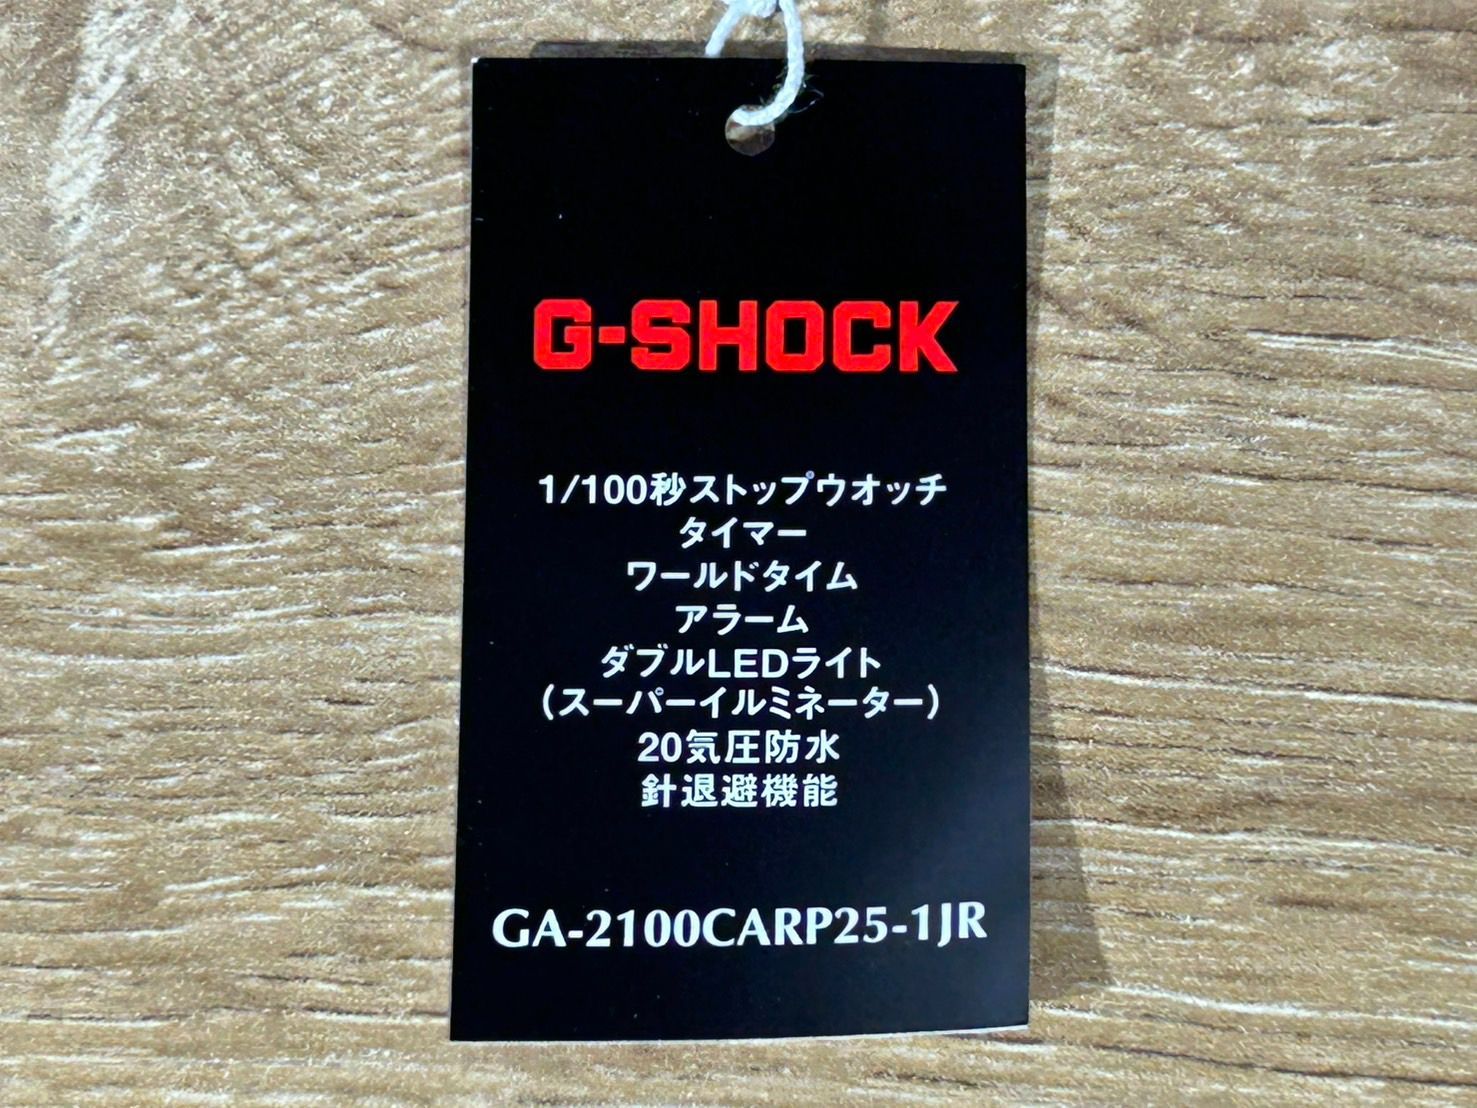 G-SHOCK
1/100秒ストップウオッチ
タイマー
ワールドタイム
アラーム
ダブルLEDライト
(スーパーイルミネーター)
20気圧防水
針退避機能
GA-2100CARP25-1JR